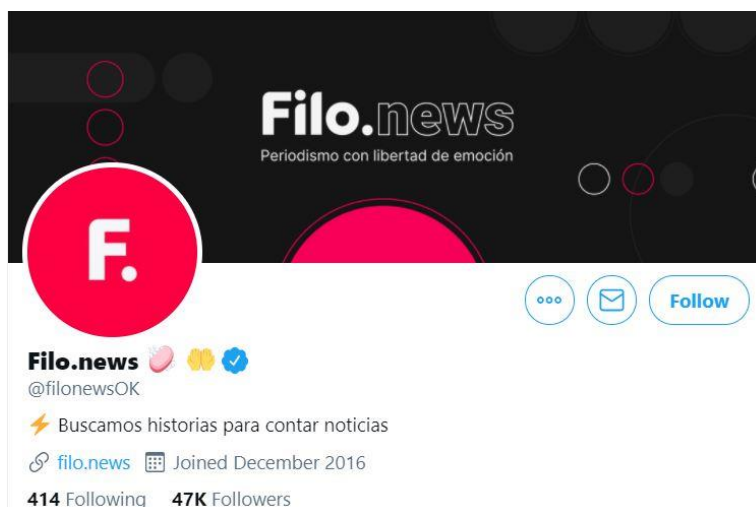 Filo.news
Periodismo con libertad de emoción
F.
Follow
Filo.news
@filonewsOK
Buscamos historias para contar noticias
filo.news Joined December 2016
414 Following 47K Followers